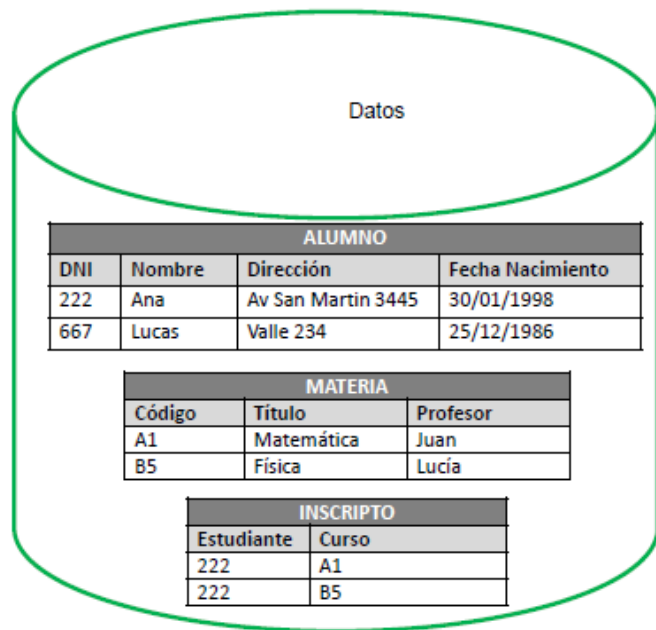 Datos
ALUMNO
DNI Nombre Dirección Fecha Nacimiento
222 Ana Av San Martin 3445 30/01/1998
667 Lucas Valle 234 25/12/1986
MATERIA
Código Título Profesor
A1 Matemática Juan
B5 Física Lucía
INSCRIPTO
Estudiante Curso
222 A1
222 B5